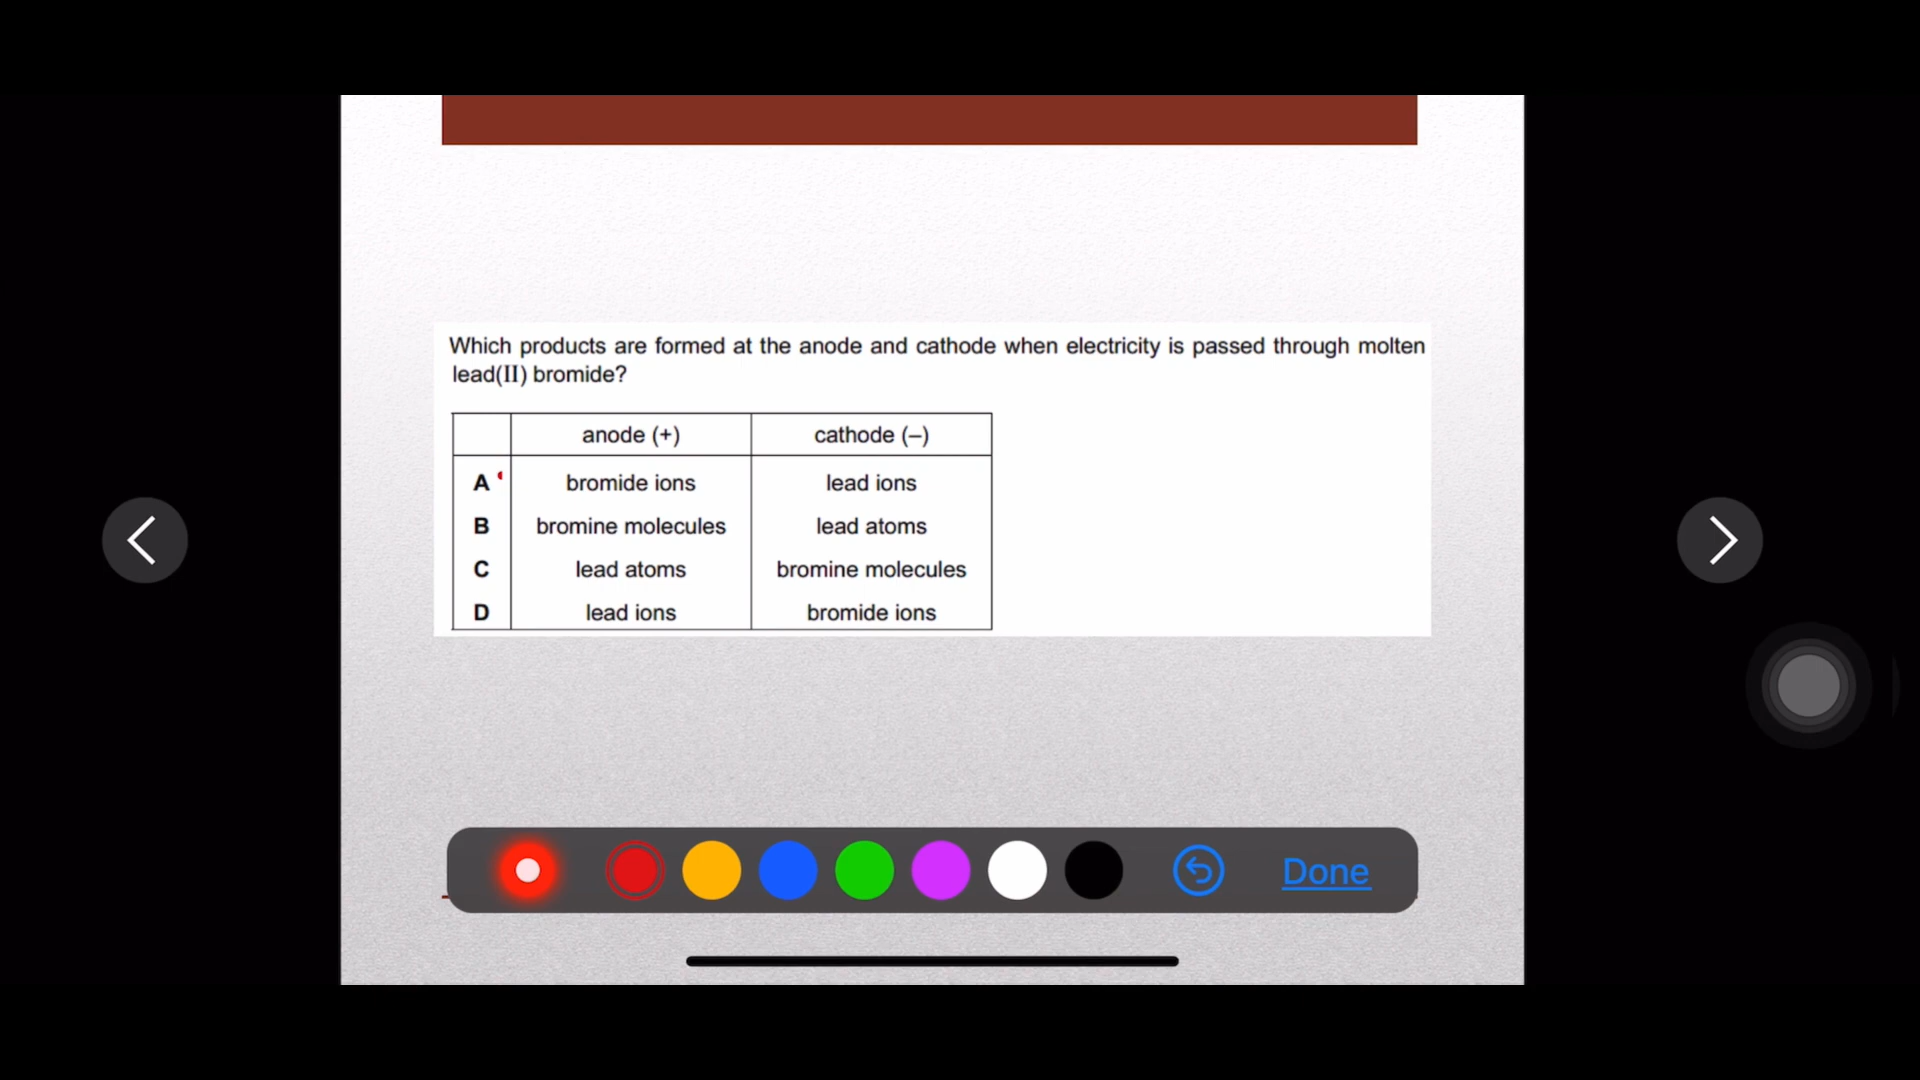 Which products are formed at the anode and cathode when electricity is passed through molten
lead(II) bromide?
anode (+) cathode (–)
A bromide ions lead ions
B bromine molecules lead atoms
C lead atoms bromine molecules
D lead ions bromide ions
Done